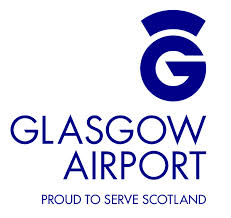 G
GLASGOW
AIRPORT
PROUD TO SERVE SCOTLAND